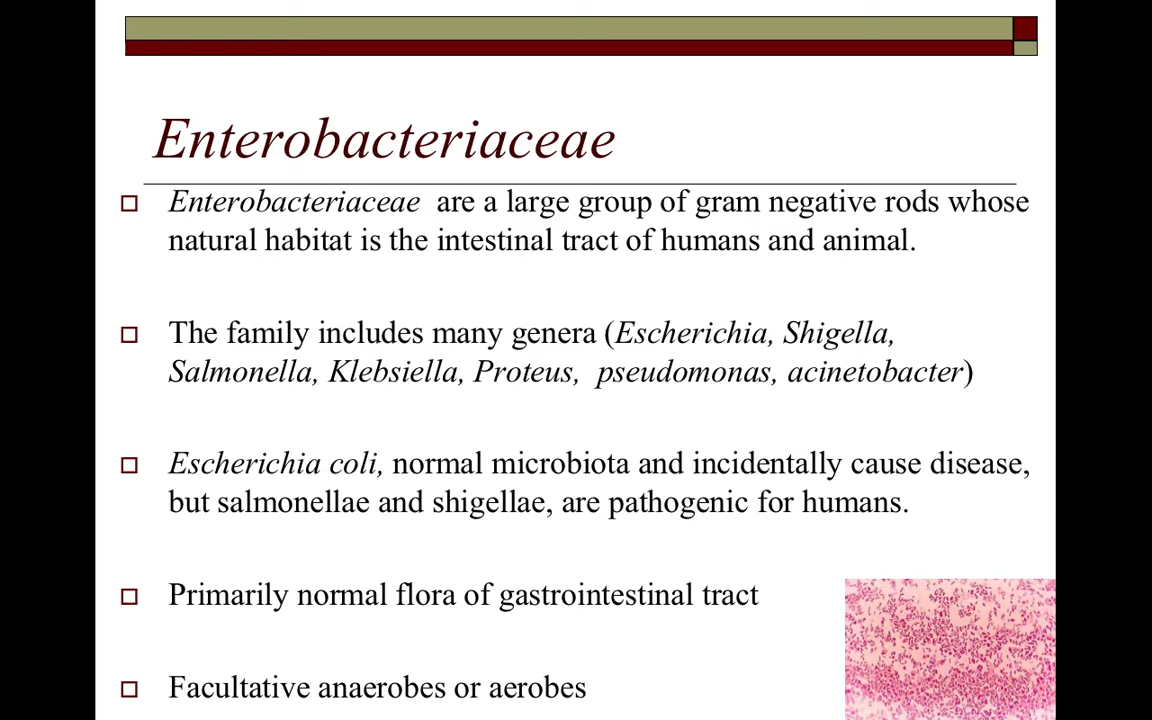 Enterobacteriaceae
Enterobacteriaceae are a large group of gram negative rods whose
natural habitat is the intestinal tract of humans and animal.
The family includes many genera (Escherichia, Shigella,
Salmonella, Klebsiella, Proteus, pseudomonas, acinetobacter)
Escherichia coli, normal microbiota and incidentally cause disease,
but salmonellae and shigellae, are pathogenic for humans.
Primarily normal flora of gastrointestinal tract
Facultative anaerobes or aerobes